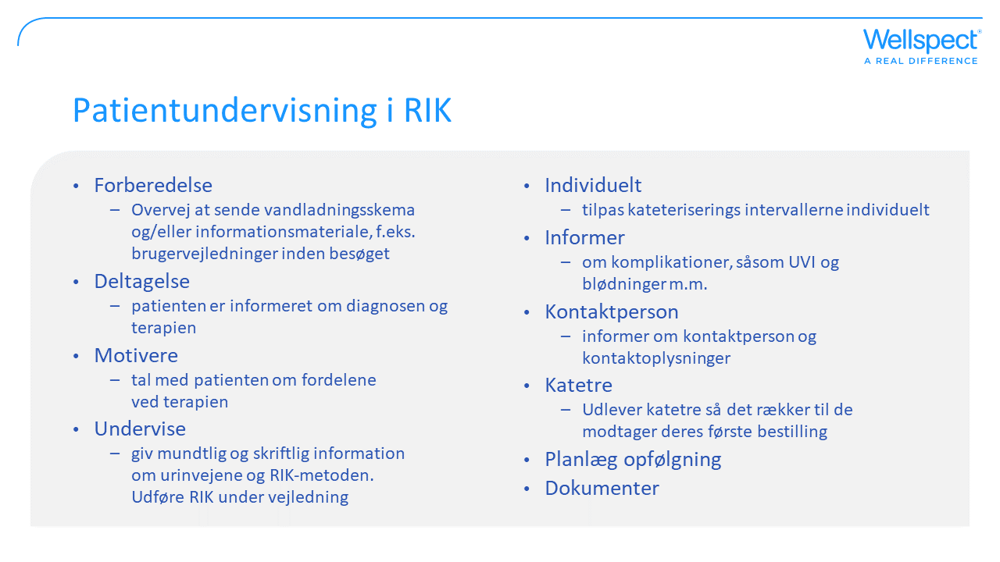 Wellspect®
A REAL DIFFERENCE
Patientundervisning i RIK
• Forberedelse
– Overvej at sende vandladningsskema
og/eller informationsmateriale, f.eks.
brugervejledninger inden besøget
• Deltagelse
– patienten er informeret om diagnosen og
terapien
• Motivere
– tal med patienten om fordelene
ved terapien
• Undervise
– giv mundtlig og skriftlig information
om urinvejene og RIK-metoden.
Udføre RIK under vejledning
• Individuelt
– tilpas kateteriserings intervallerne individuelt
• Informer
– om komplikationer, såsom UVI og
blødninger m.m.
• Kontaktperson
– informer om kontaktperson og
kontaktoplysninger
• Katetre
– Udlever katetre så det rækker til de
modtager deres første bestilling
• Planlæg opfølgning
• Dokumenter